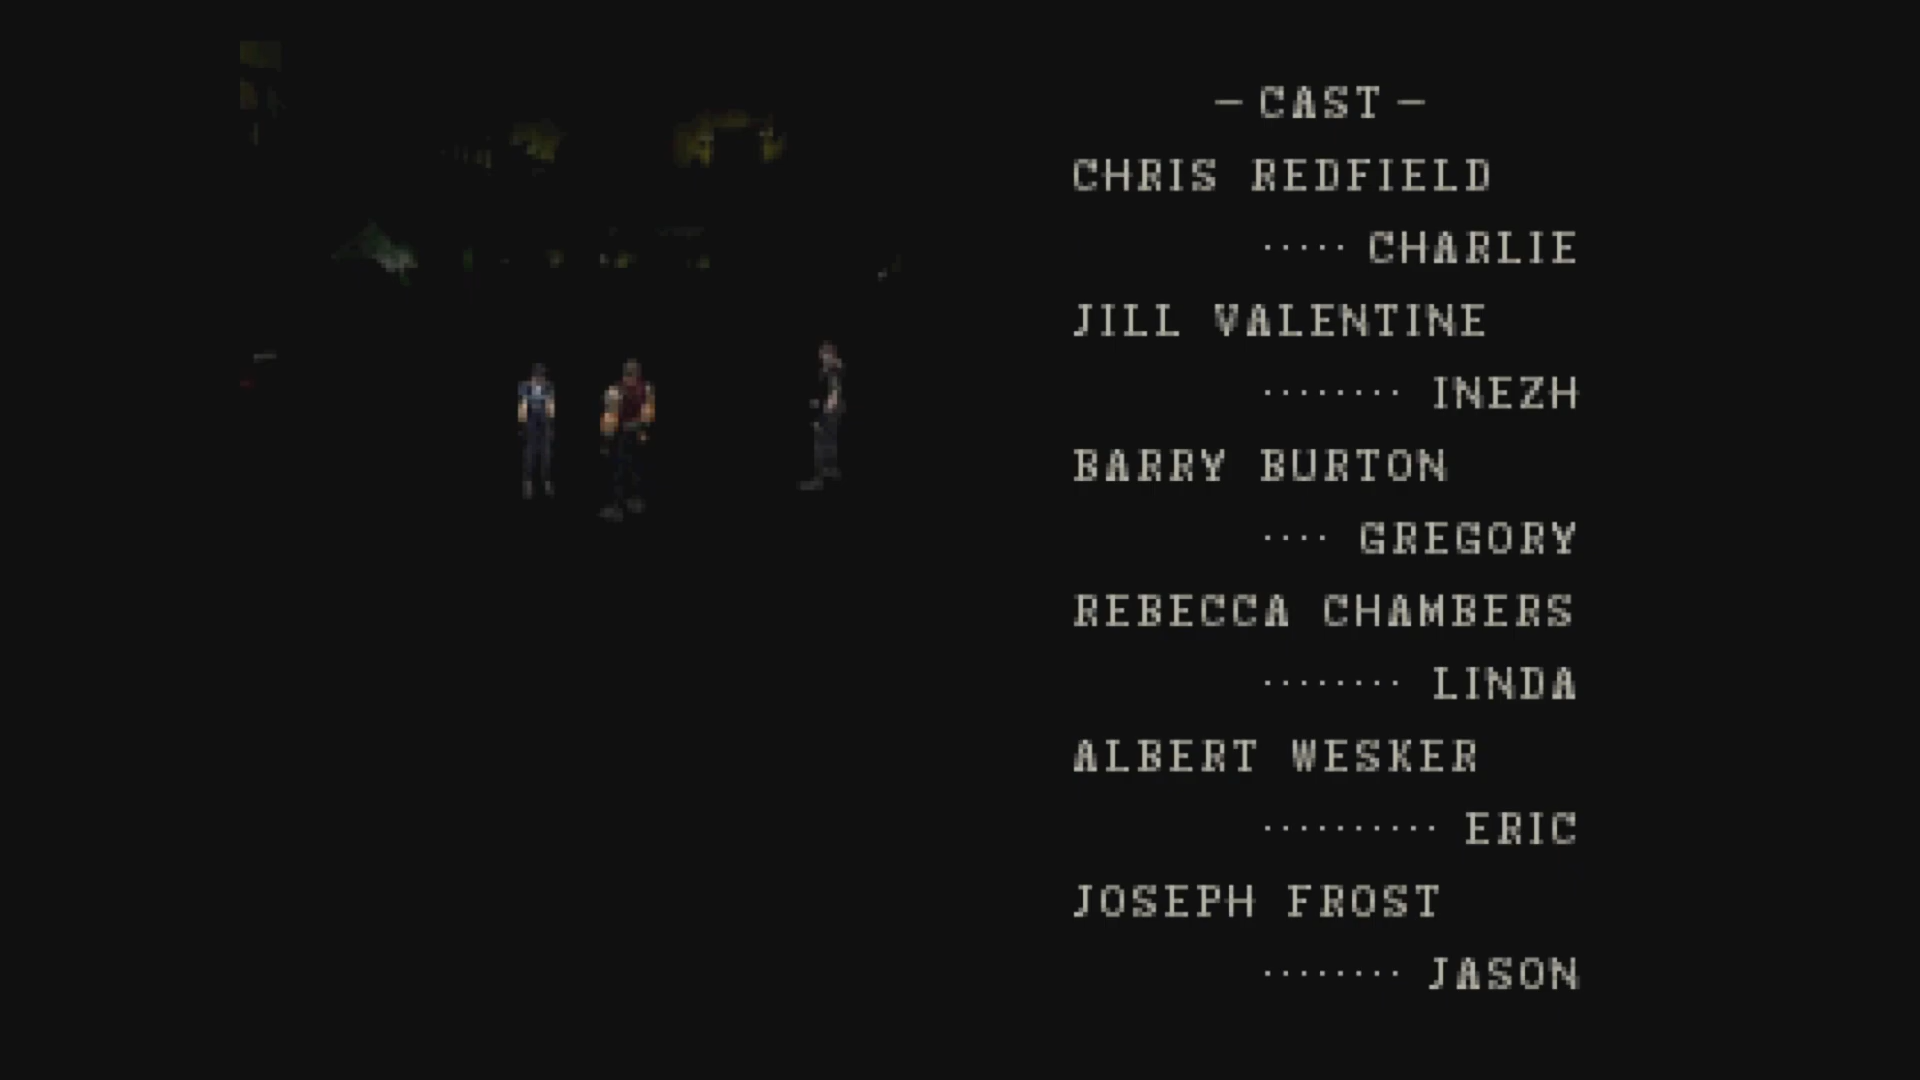 —CAST—
CHRIS REDFIELD
····· CHARLIE
JILL VALENTINE
········ INEZH
BARRY BURTON
···· GREGORY
REBECCA CHAMBERS
········ LINDA
ALBERT WESKER
·········· ERIC
JOSEPH FROST
········ JASON